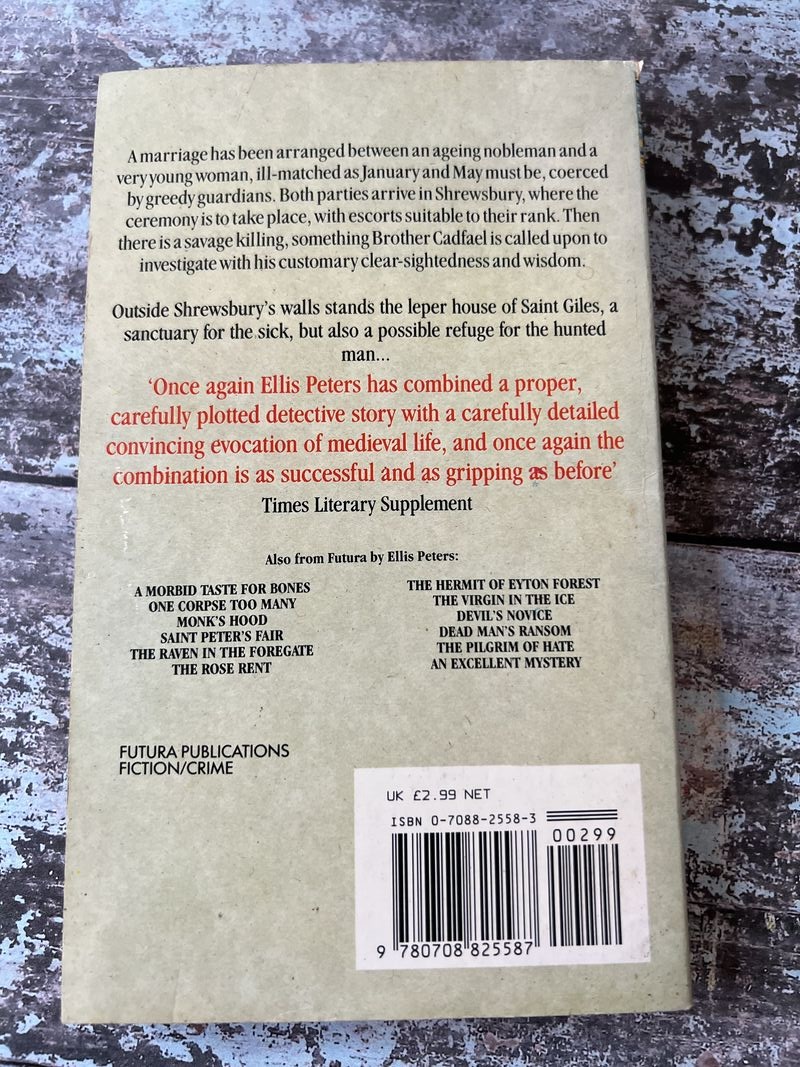 A marriage has been arranged between an ageing nobleman and a
very young woman, ill-matched as January and May must be, coerced
by greedy guardians. Both parties arrive in Shrewsbury, where the
ceremony is to take place, with escorts suitable to their rank. Then
there is a savage killing, something Brother Cadfael is called upon to
investigate with his customary clear-sightedness and wisdom.
Outside Shrewsbury's walls stands the leper house of Saint Giles, a
sanctuary for the sick, but also a possible refuge for the hunted
man...
'Once again Ellis Peters has combined a proper,
carefully plotted detective story with a carefully detailed
convincing evocation of medieval life, and once again the
combination is as successful and as gripping as before'
Times Literary Supplement
Also from Futura by Ellis Peters:
A MORBID TASTE FOR BONES
ONE CORPSE TOO MANY
MONK'S HOOD
SAINT PETER'S FAIR
THE RAVEN IN THE FOREGATE
THE ROSE RENT
THE HERMIT OF EYTON FOREST
THE VIRGIN IN THE ICE
DEVIL'S NOVICE
DEAD MAN'S RANSOM
THE PILGRIM OF HATE
AN EXCELLENT MYSTERY
FUTURA PUBLICATIONS
FICTION/CRIME
UK £2.99 NET
ISBN 0-7088-2558-3
00299
9 780708 825587